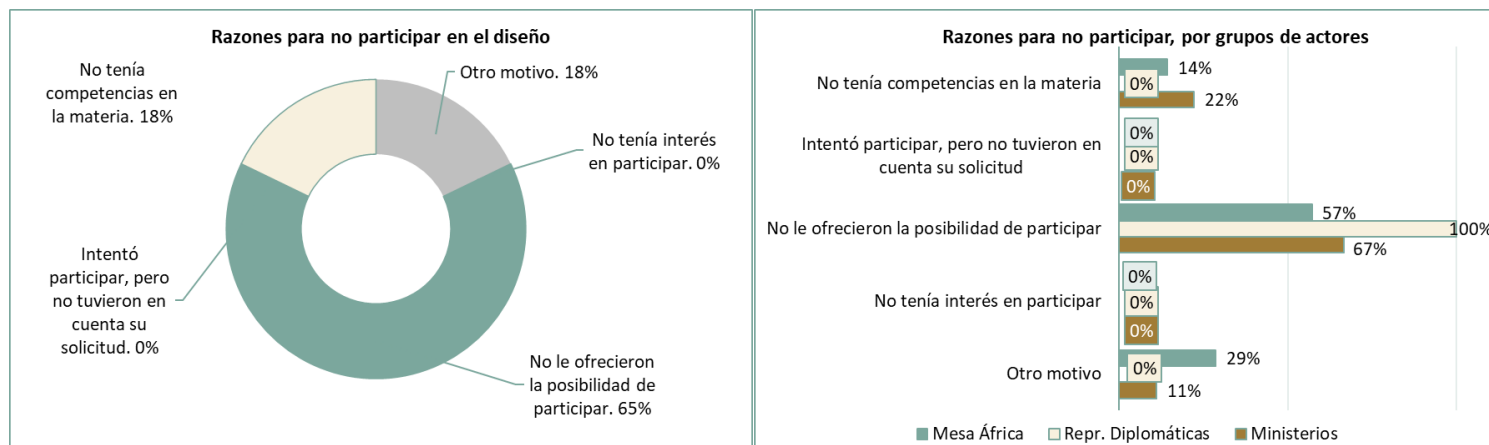 Razones para no participar en el diseño
No tenía
competencias en
la materia. 18%
Otro motivo. 18%
No tenía interés
en participar. 0%
Intentó
participar, pero
no tuvieron en
cuenta su
solicitud. 0%
No le ofrecieron
la posibilidad de
participar. 65%
Razones para no participar, por grupos de actores
No tenía competencias en la materia
14%
0%
22%
Intentó participar, pero no tuvieron en
cuenta su solicitud
0%
0%
0%
No le ofrecieron la posibilidad de participar
57%
100%
67%
No tenía interés en participar
0%
0%
0%
Otro motivo
29%
0%
11%
Mesa África
Repr. Diplomáticas
Ministerios